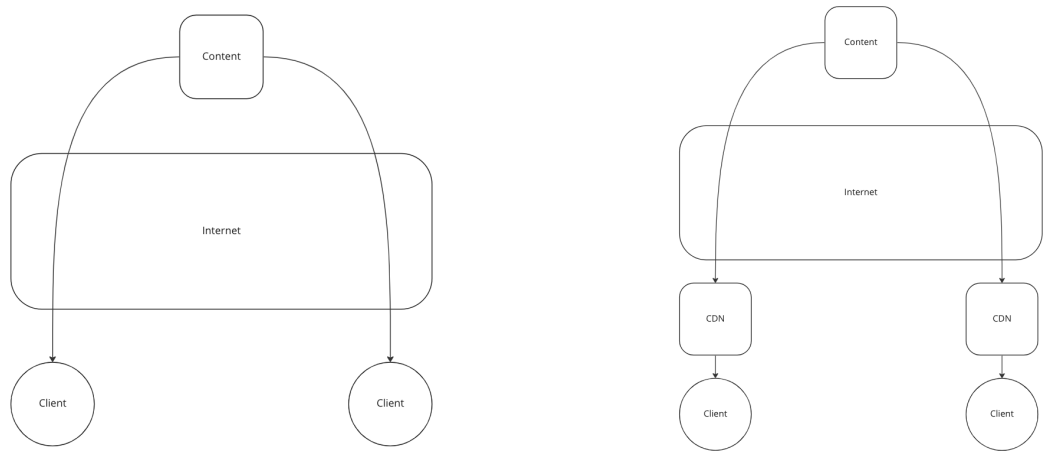 Content
Internet
Client
Client
Content
Internet
CDN
CDN
Client
Client